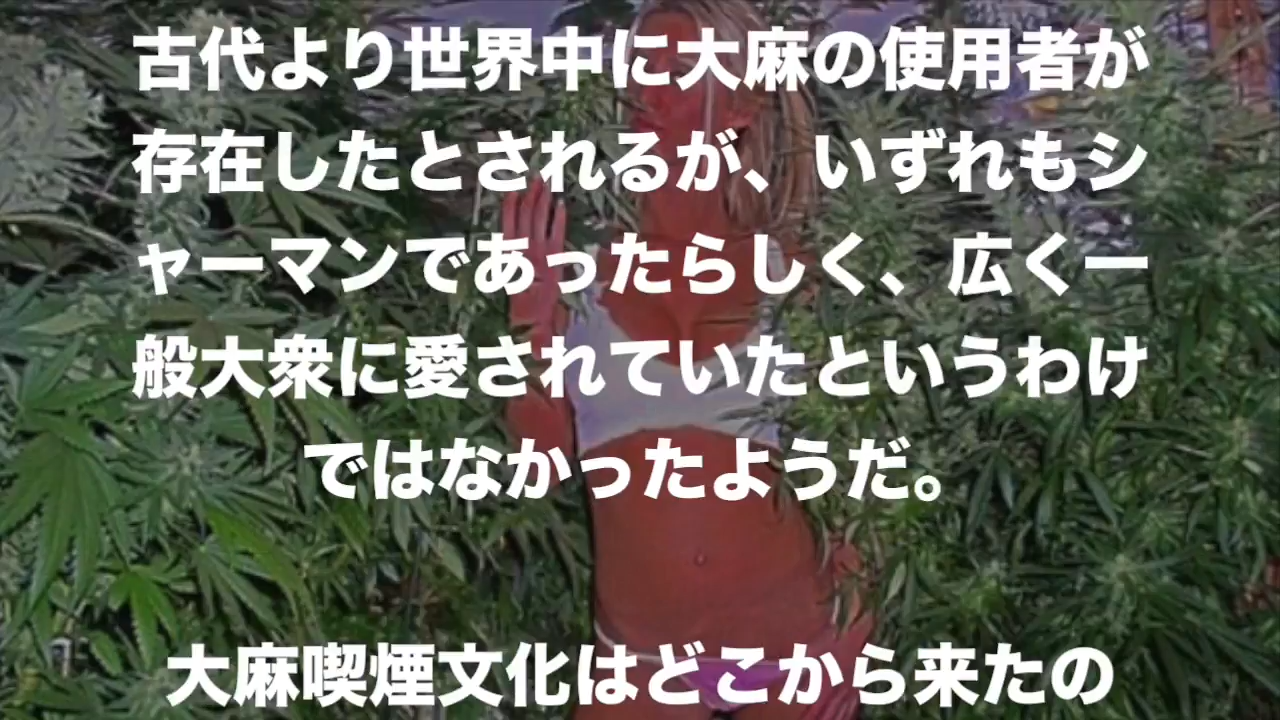 古代より世界中に大麻の使用者が
存在したとされるが、いずれもシ
ャーマンであったらしく、広く一
般大衆に愛されていたというわけ
ではなかったようだ。
大麻喫煙文化はどこから来たの